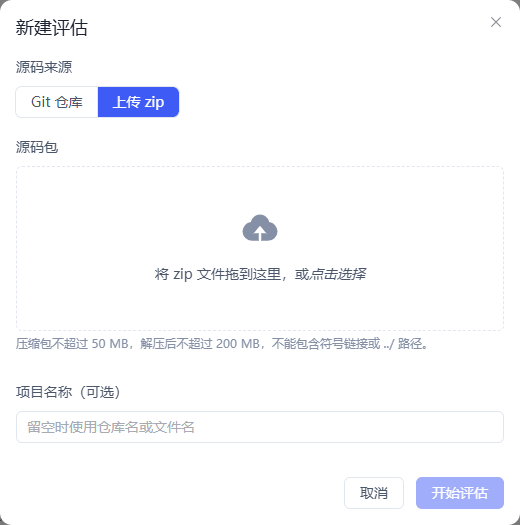 新建评估
源码来源
Git 仓库
上传 zip
源码包
将 zip 文件拖到这里，或点击选择
压缩包不超过 50 MB，解压后不超过 200 MB，不能包含符号链接或 ../ 路径。
项目名称（可选）
留空时使用仓库名或文件名
取消
开始评估